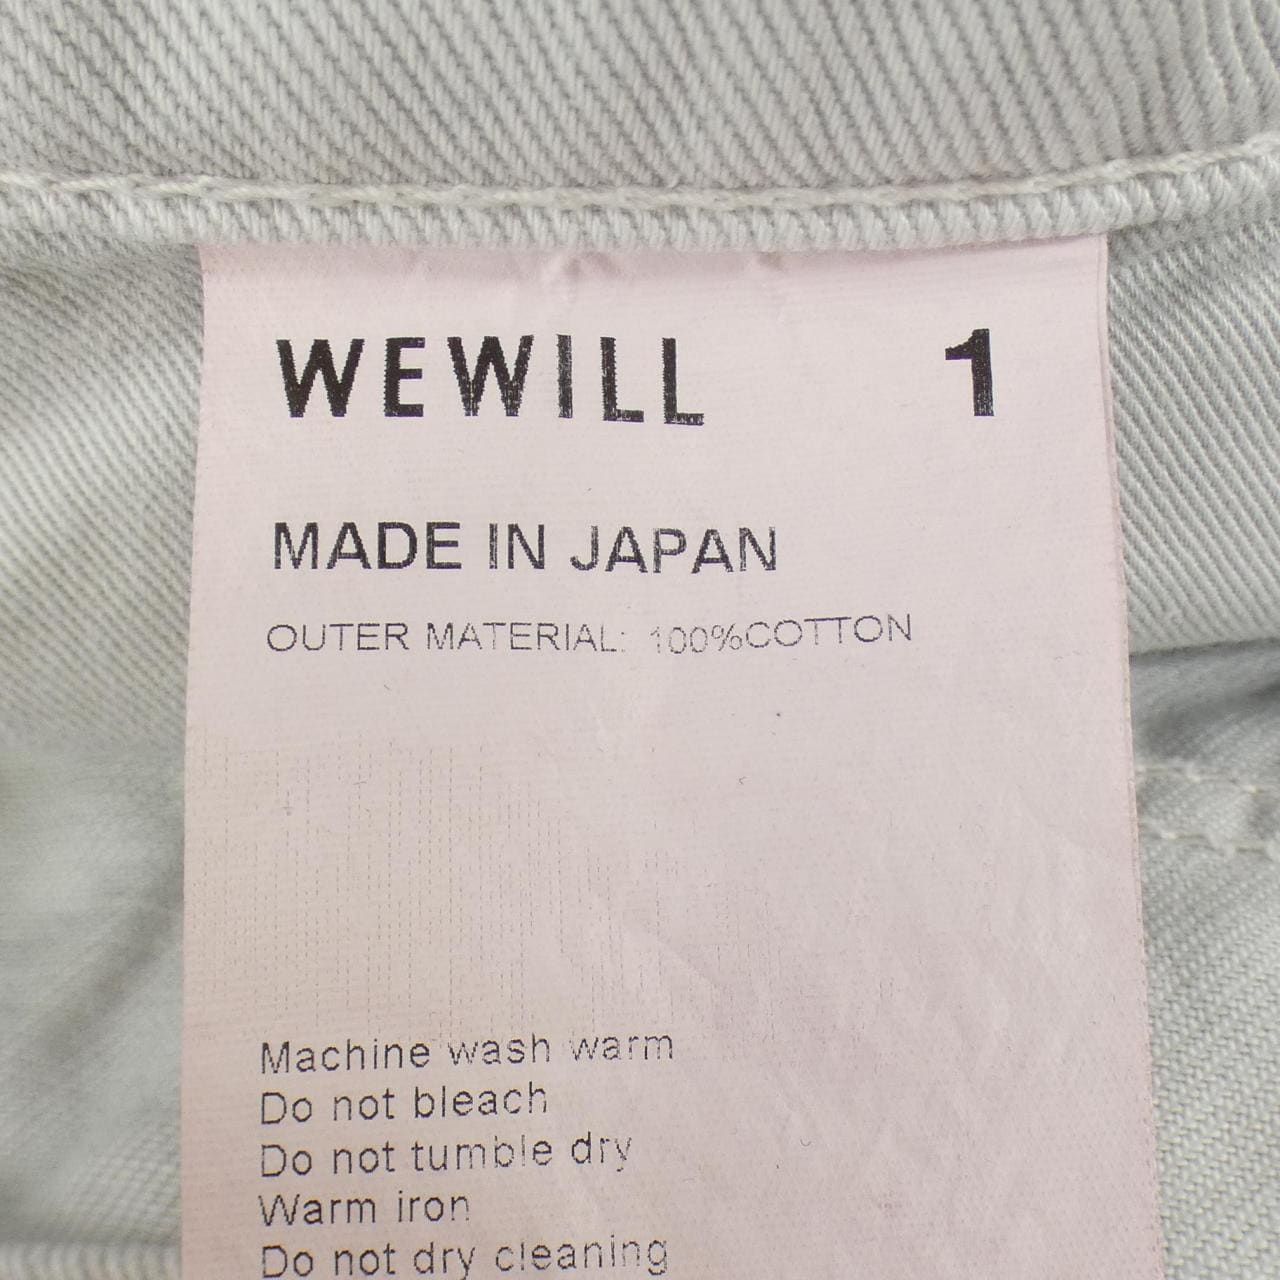 WEWILL 1
MADE IN JAPAN
OUTER MATERIAL: 100%COTTON
Machine wash warm
Do not bleach
Do not tumble dry
Warm iron
Do not dry cleaning